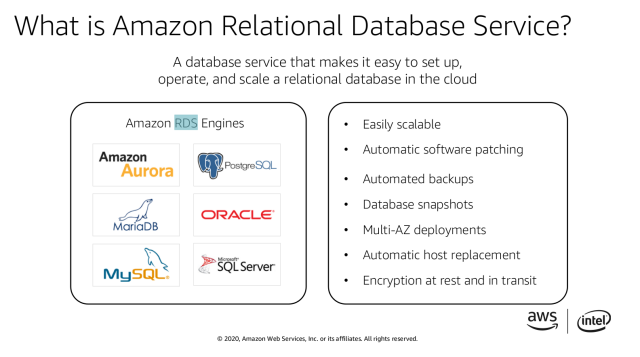 What is Amazon Relational Database Service?
A database service that makes it easy to set up,
operate, and scale a relational database in the cloud
Amazon RDS Engines
Amazon
Aurora
PostgreSQL
MariaDB
ORACLE®
MySQL®
Microsoft®
SQL Server®
• Easily scalable
• Automatic software patching
• Automated backups
• Database snapshots
• Multi-AZ deployments
• Automatic host replacement
• Encryption at rest and in transit
aws
intel®
© 2020, Amazon Web Services, Inc. or its affiliates. All rights reserved.